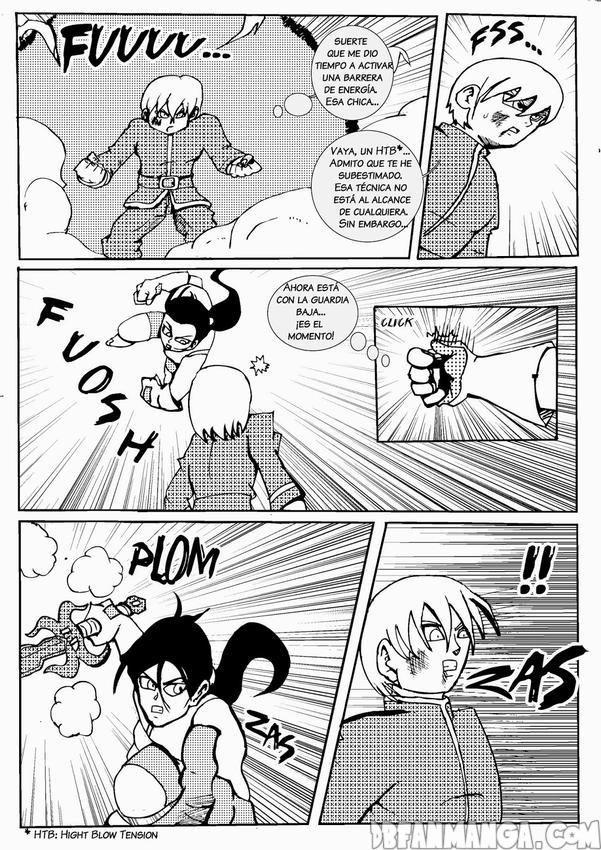 FUUUU...
SUERTE
QUE ME DIO
TIEMPO A ACTIVAR
UNA BARRERA
DE ENERGÍA.
ESA CHICA...
VAYA, UN HTB*...
ADMITO QUE TE HE
SUBESTIMADO.
ESA TÉCNICA NO
ESTÁ AL ALCANCE
DE CUALQUIERA.
SIN EMBARGO...
FSS...
FUOSH
AHORA ESTÁ
CON LA GUARDIA
BAJA...
¡ES EL
MOMENTO!
CLICK
PLOM
ZAS
!!
ZAS
* HTB: HIGHT BLOW TENSION
DBFANMANGA.COM